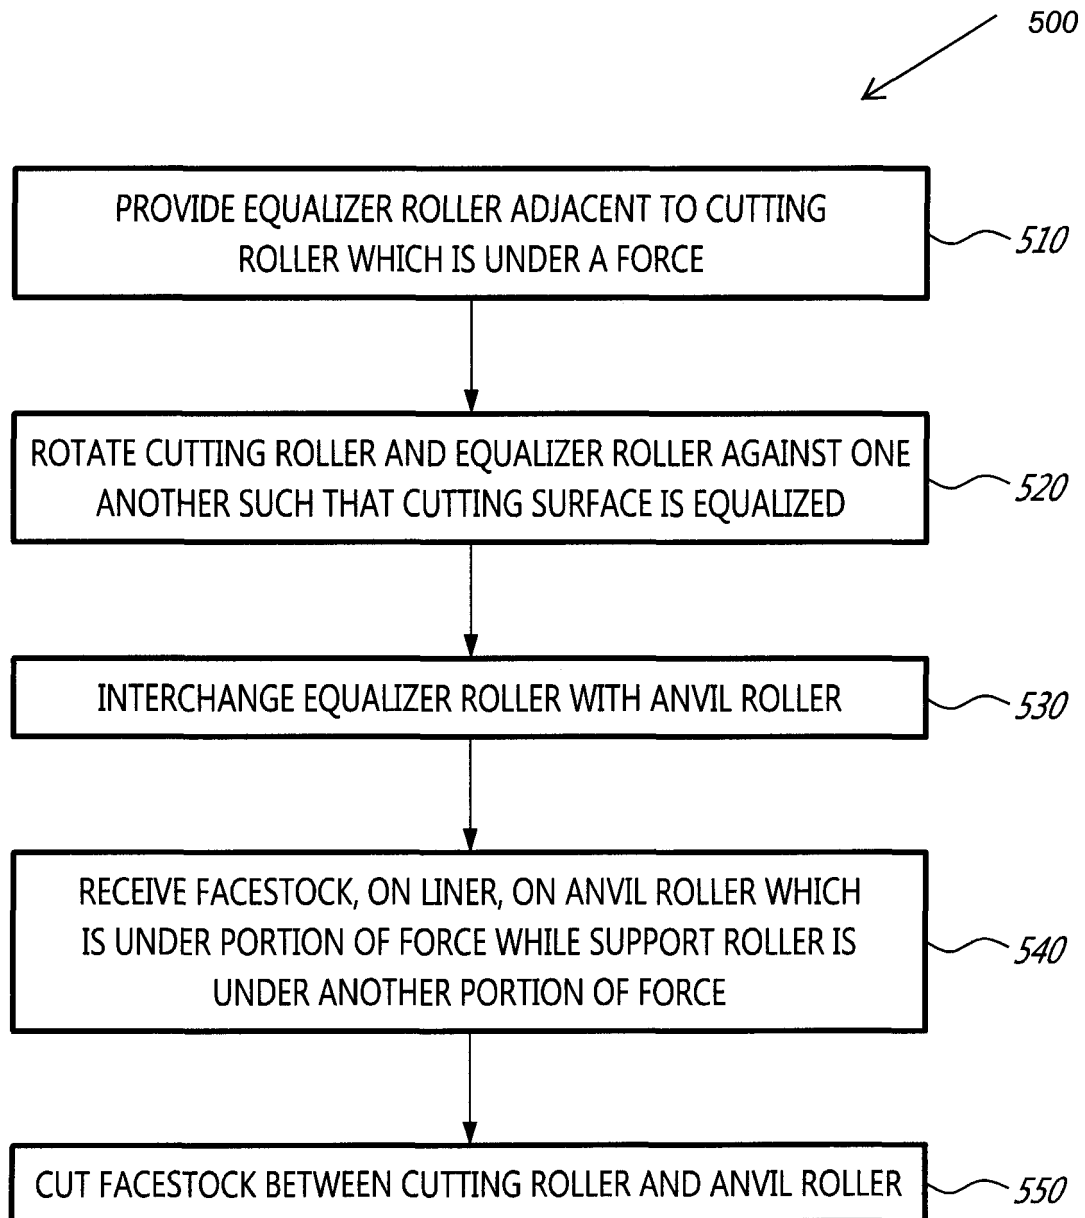 500
PROVIDE EQUALIZER ROLLER ADJACENT TO CUTTING
ROLLER WHICH IS UNDER A FORCE
510
ROTATE CUTTING ROLLER AND EQUALIZER ROLLER AGAINST ONE
ANOTHER SUCH THAT CUTTING SURFACE IS EQUALIZED
520
INTERCHANGE EQUALIZER ROLLER WITH ANVIL ROLLER
530
RECEIVE FACESTOCK, ON LINER, ON ANVIL ROLLER WHICH
IS UNDER PORTION OF FORCE WHILE SUPPORT ROLLER IS
UNDER ANOTHER PORTION OF FORCE
540
CUT FACESTOCK BETWEEN CUTTING ROLLER AND ANVIL ROLLER
550